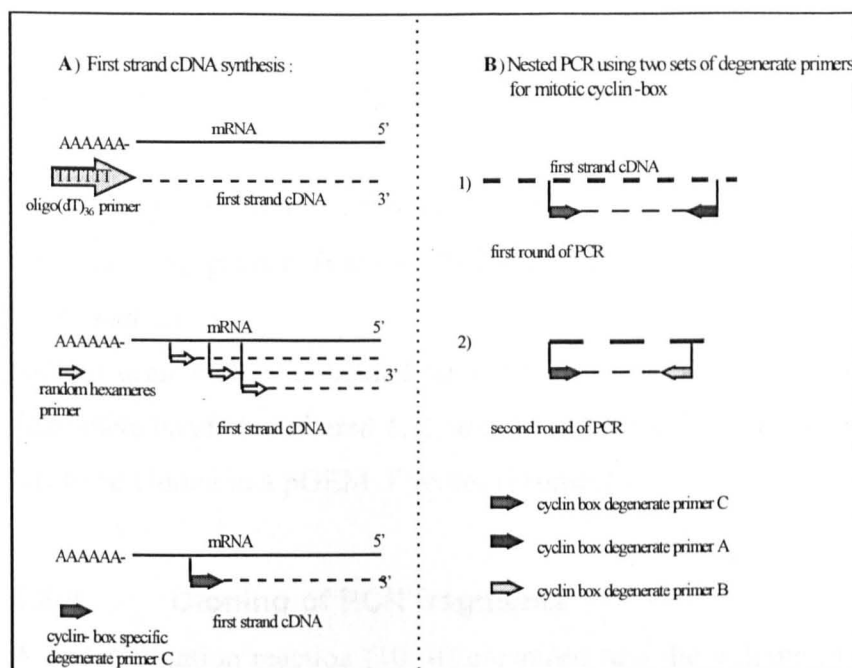 A) First strand cDNA synthesis :
mRNA
5’
AAAAAA-
TTTTTT
first strand cDNA
3’
oligo(dT)36 primer
mRNA
5’
AAAAAA-
3’
random hexameres
primer
first strand cDNA
mRNA
5’
AAAAAA-
3’
first strand cDNA
cyclin- box specific
degenerate primer C
B) Nested PCR using two sets of degenerate primers
for mitotic cyclin -box
first strand cDNA
1)
first round of PCR
2)
second round of PCR
cyclin box degenerate primer C
cyclin box degenerate primer A
cyclin box degenerate primer B